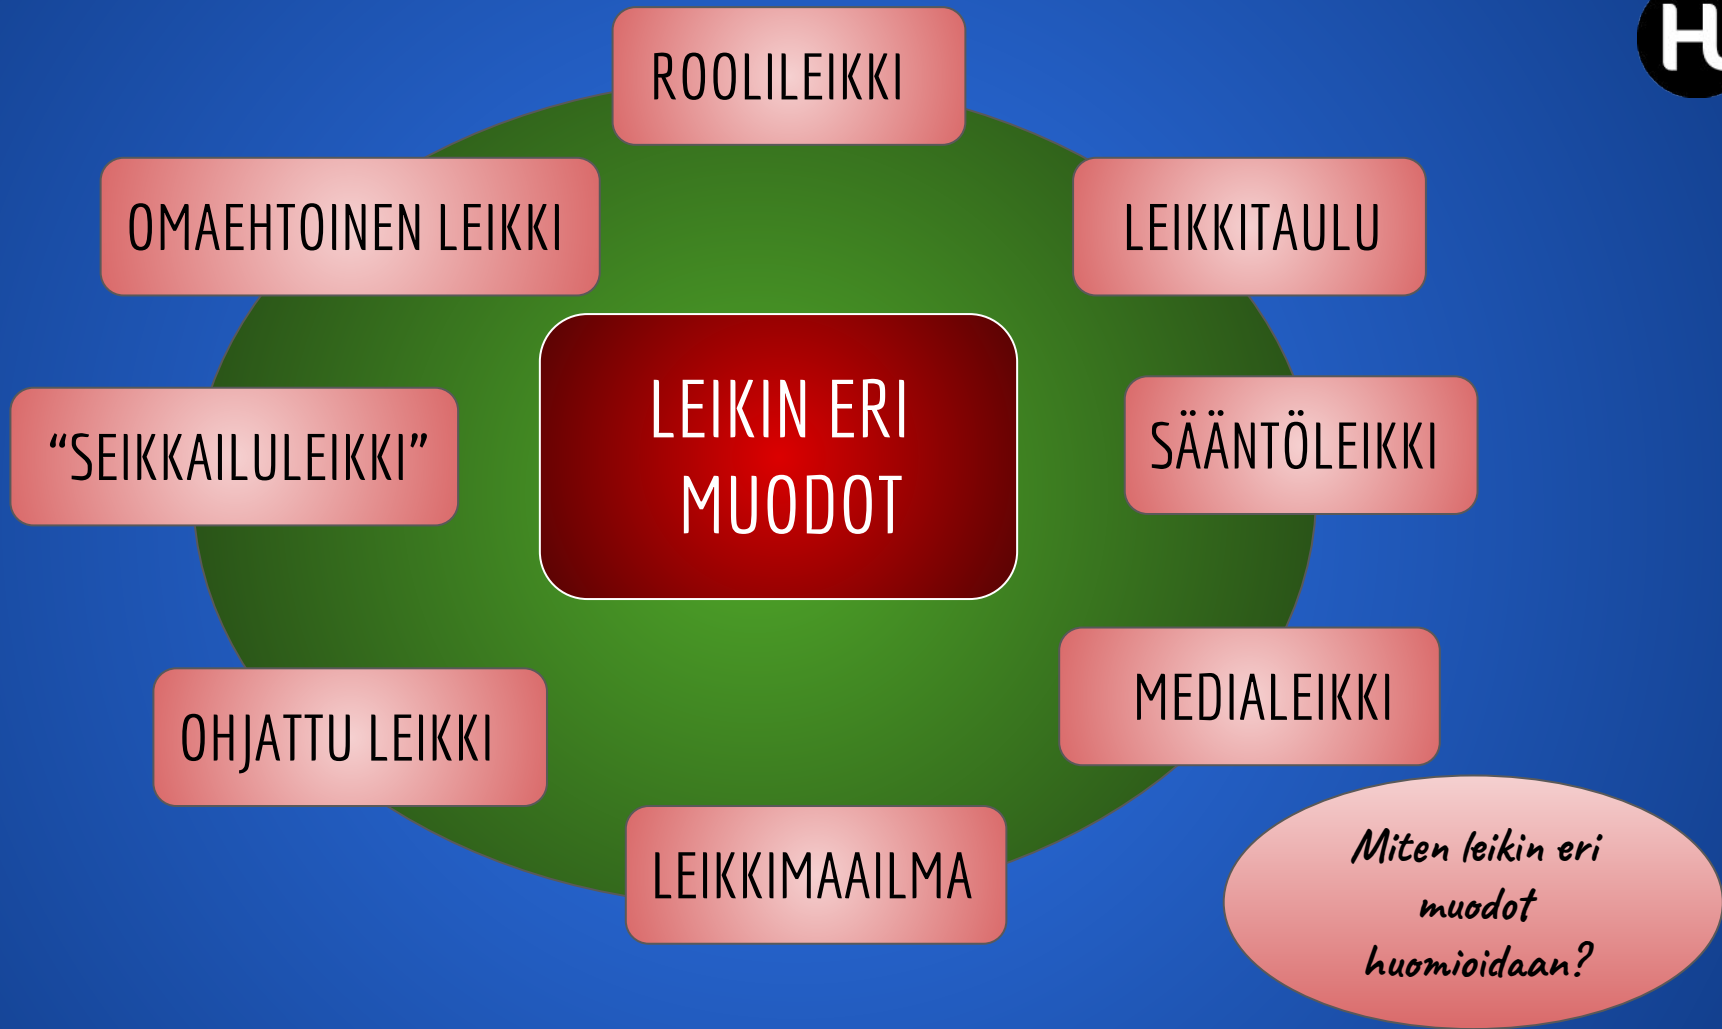 ROOLILEIKKI
OMAEHTOINEN LEIKKI
LEIKKITAULU
LEIKIN ERI
MUODOT
“SEIKKAILULEIKKI”
SÄÄNTÖLEIKKI
OHJATTU LEIKKI
MEDIALEIKKI
LEIKKIMAAILMA
Miten leikin eri
muodot
huomioidaan?